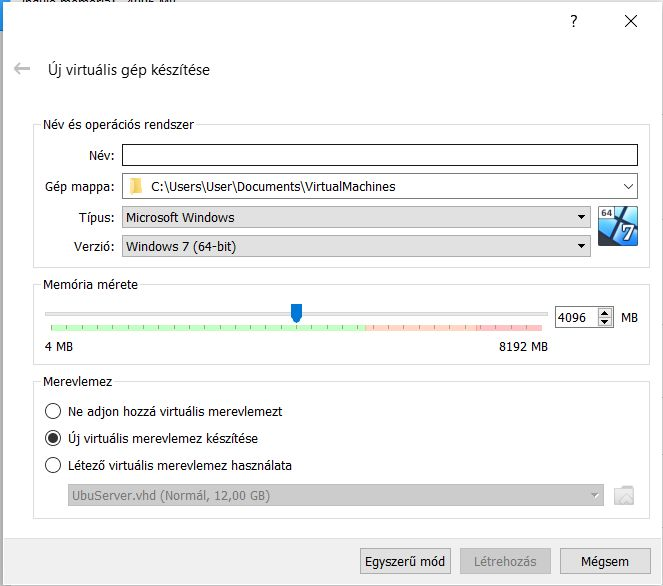 ?
Új virtuális gép készítése
Név és operációs rendszer
Név:
Gép mappa: C:\Users\User\Documents\VirtualMachines
Típus: Microsoft Windows
64
7
Verzió: Windows 7 (64-bit)
Memória mérete
4096 MB
4 MB 8192 MB
Merevlemez
Ne adjon hozzá virtuális merevlemezt
Új virtuális merevlemez készítése
Létező virtuális merevlemez használata
UbuServer.vhd (Normál, 12,00 GB)
Egyszerű mód Létrehozás Mégsem